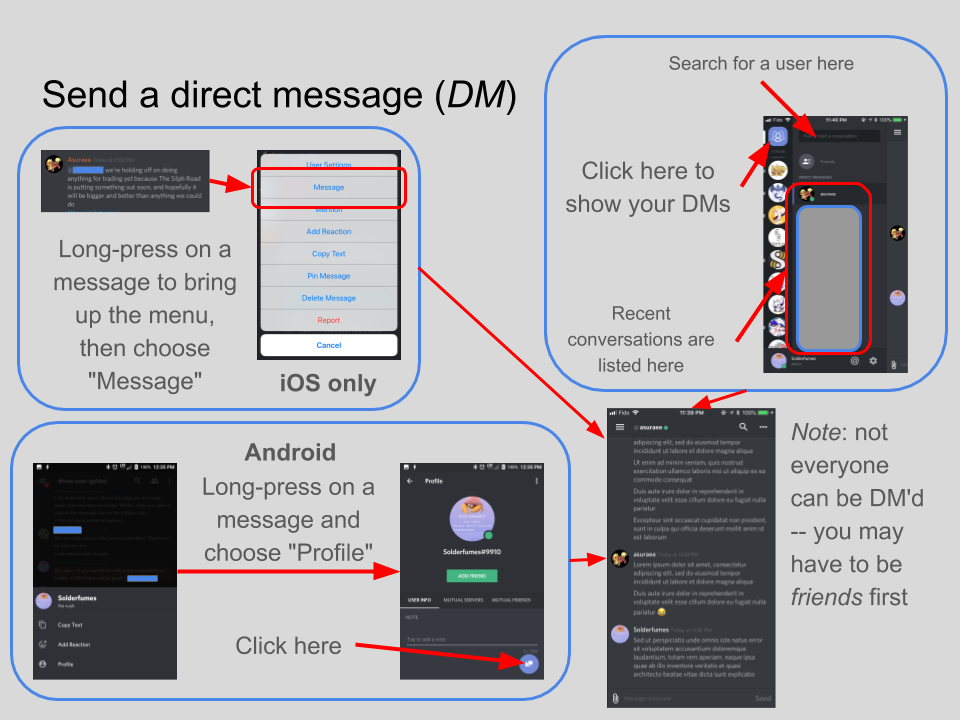 Send a direct message (DM)
Asuraee Today at 5:02 PM
we're holding off on doing
anything for trading yet because The Silph Road
is putting something out soon, and hopefully it
will be bigger and better than anything we could
do
Long-press on a
message to bring
up the menu,
then choose
"Message"
User Settings
Message
Mention
Add Reaction
Copy Text
Pin Message
Delete Message
Report
Cancel
iOS only
Search for a user here
Click here to
show your DMs
Recent
conversations are
listed here
Fido
11:40 PM
100%
Friends
DIRECT MESSAGES
asuraee
Solderfumes
Android
Long-press on a
message and
choose "Profile"
Click here
100% 12:35 PM
Solderfumes
No rush
Copy Text
Add Reaction
Profile
100% 12:35 PM
Profile
Solderfumes#9910
ADD FRIEND
USER INFO MUTUAL SERVERS MUTUAL FRIENDS
NOTE
Tap to add a note
Fido
11:39 PM
100%
@asuraee
adipiscing elit, sed do eiusmod tempor
incididunt ut labore et dolore magna aliqua
Ut enim ad minim veniam, quis nostrud
exercitation ullamco laboris nisi ut aliquip ex ea
commodo consequat
Duis aute irure dolor in reprehenderit in
voluptate velit esse cillum dolore eu fugiat nulla
pariatur
Excepteur sint occaecat cupidatat non proident,
sunt in culpa qui officia deserunt mollit anim id
est laborum
asuraee Today at 11:38 PM
Lorem ipsum dolor sit amet, consectetur
adipiscing elit, sed do eiusmod tempor
incididunt ut labore et dolore magna aliqua
Duis aute irure dolor in reprehenderit in
voluptate velit esse cillum dolore eu fugiat nulla
pariatur 😂
Solderfumes Today at 11:39 PM
Sed ut perspiciatis unde omnis iste natus error
sit voluptatem accusantium doloremque
laudantium, totam rem aperiam, eaque ipsa
quae ab illo inventore veritatis et quasi
architecto beatae vitae dicta sunt explicabo
Message @asuraee
Send
Note: not
everyone
can be DM'd
-- you may
have to be
friends first